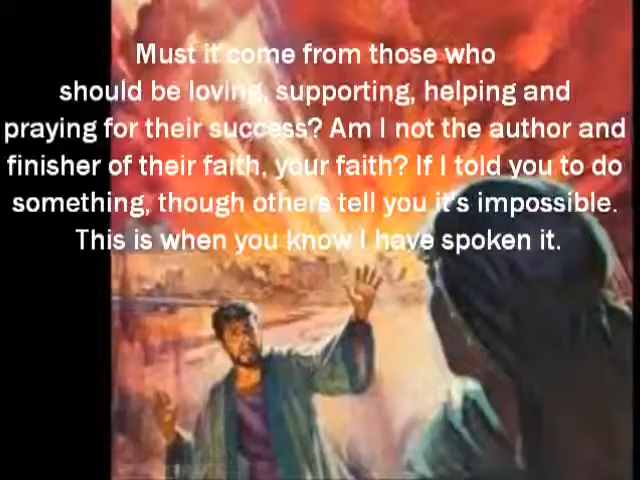 Must it come from those who
should be loving, supporting, helping and
praying for their success? Am I not the author and
finisher of their faith, your faith? If I told you to do
something, though others tell you it's impossible.
This is when you know I have spoken it.